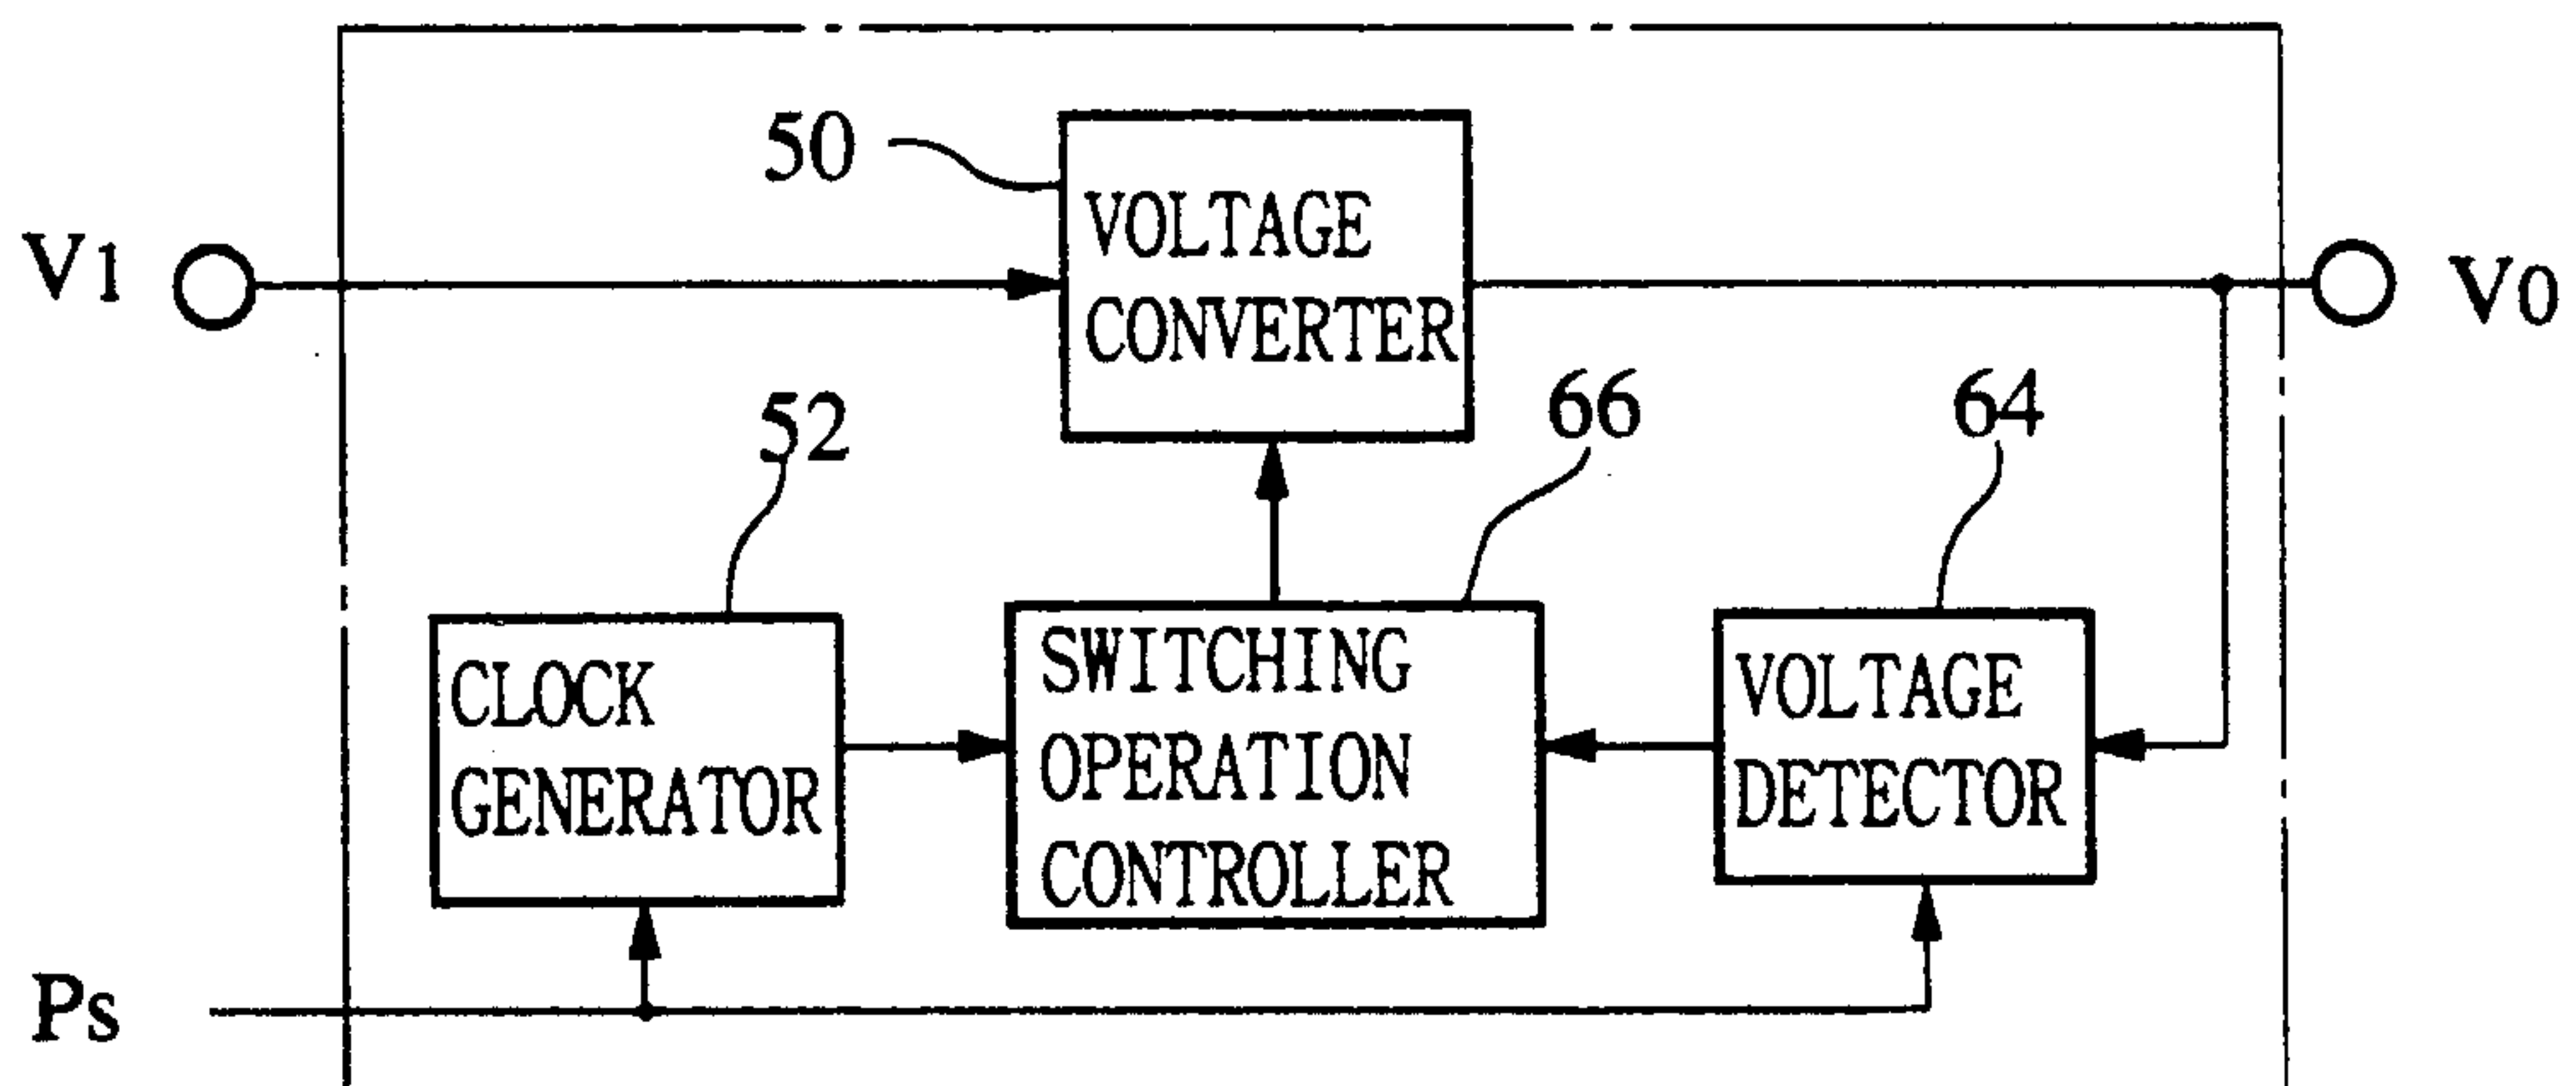 50
VOLTAGE
CONVERTER
V1
V0
52
66
64
CLOCK
GENERATOR
SWITCHING
OPERATION
CONTROLLER
VOLTAGE
DETECTOR
Ps